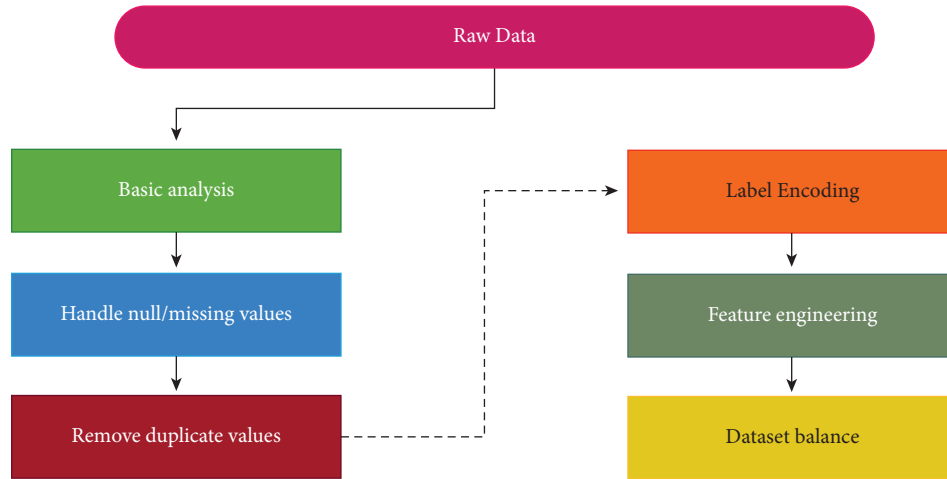 Raw Data
Basic analysis
Handle null/missing values
Remove duplicate values
Label Encoding
Feature engineering
Dataset balance